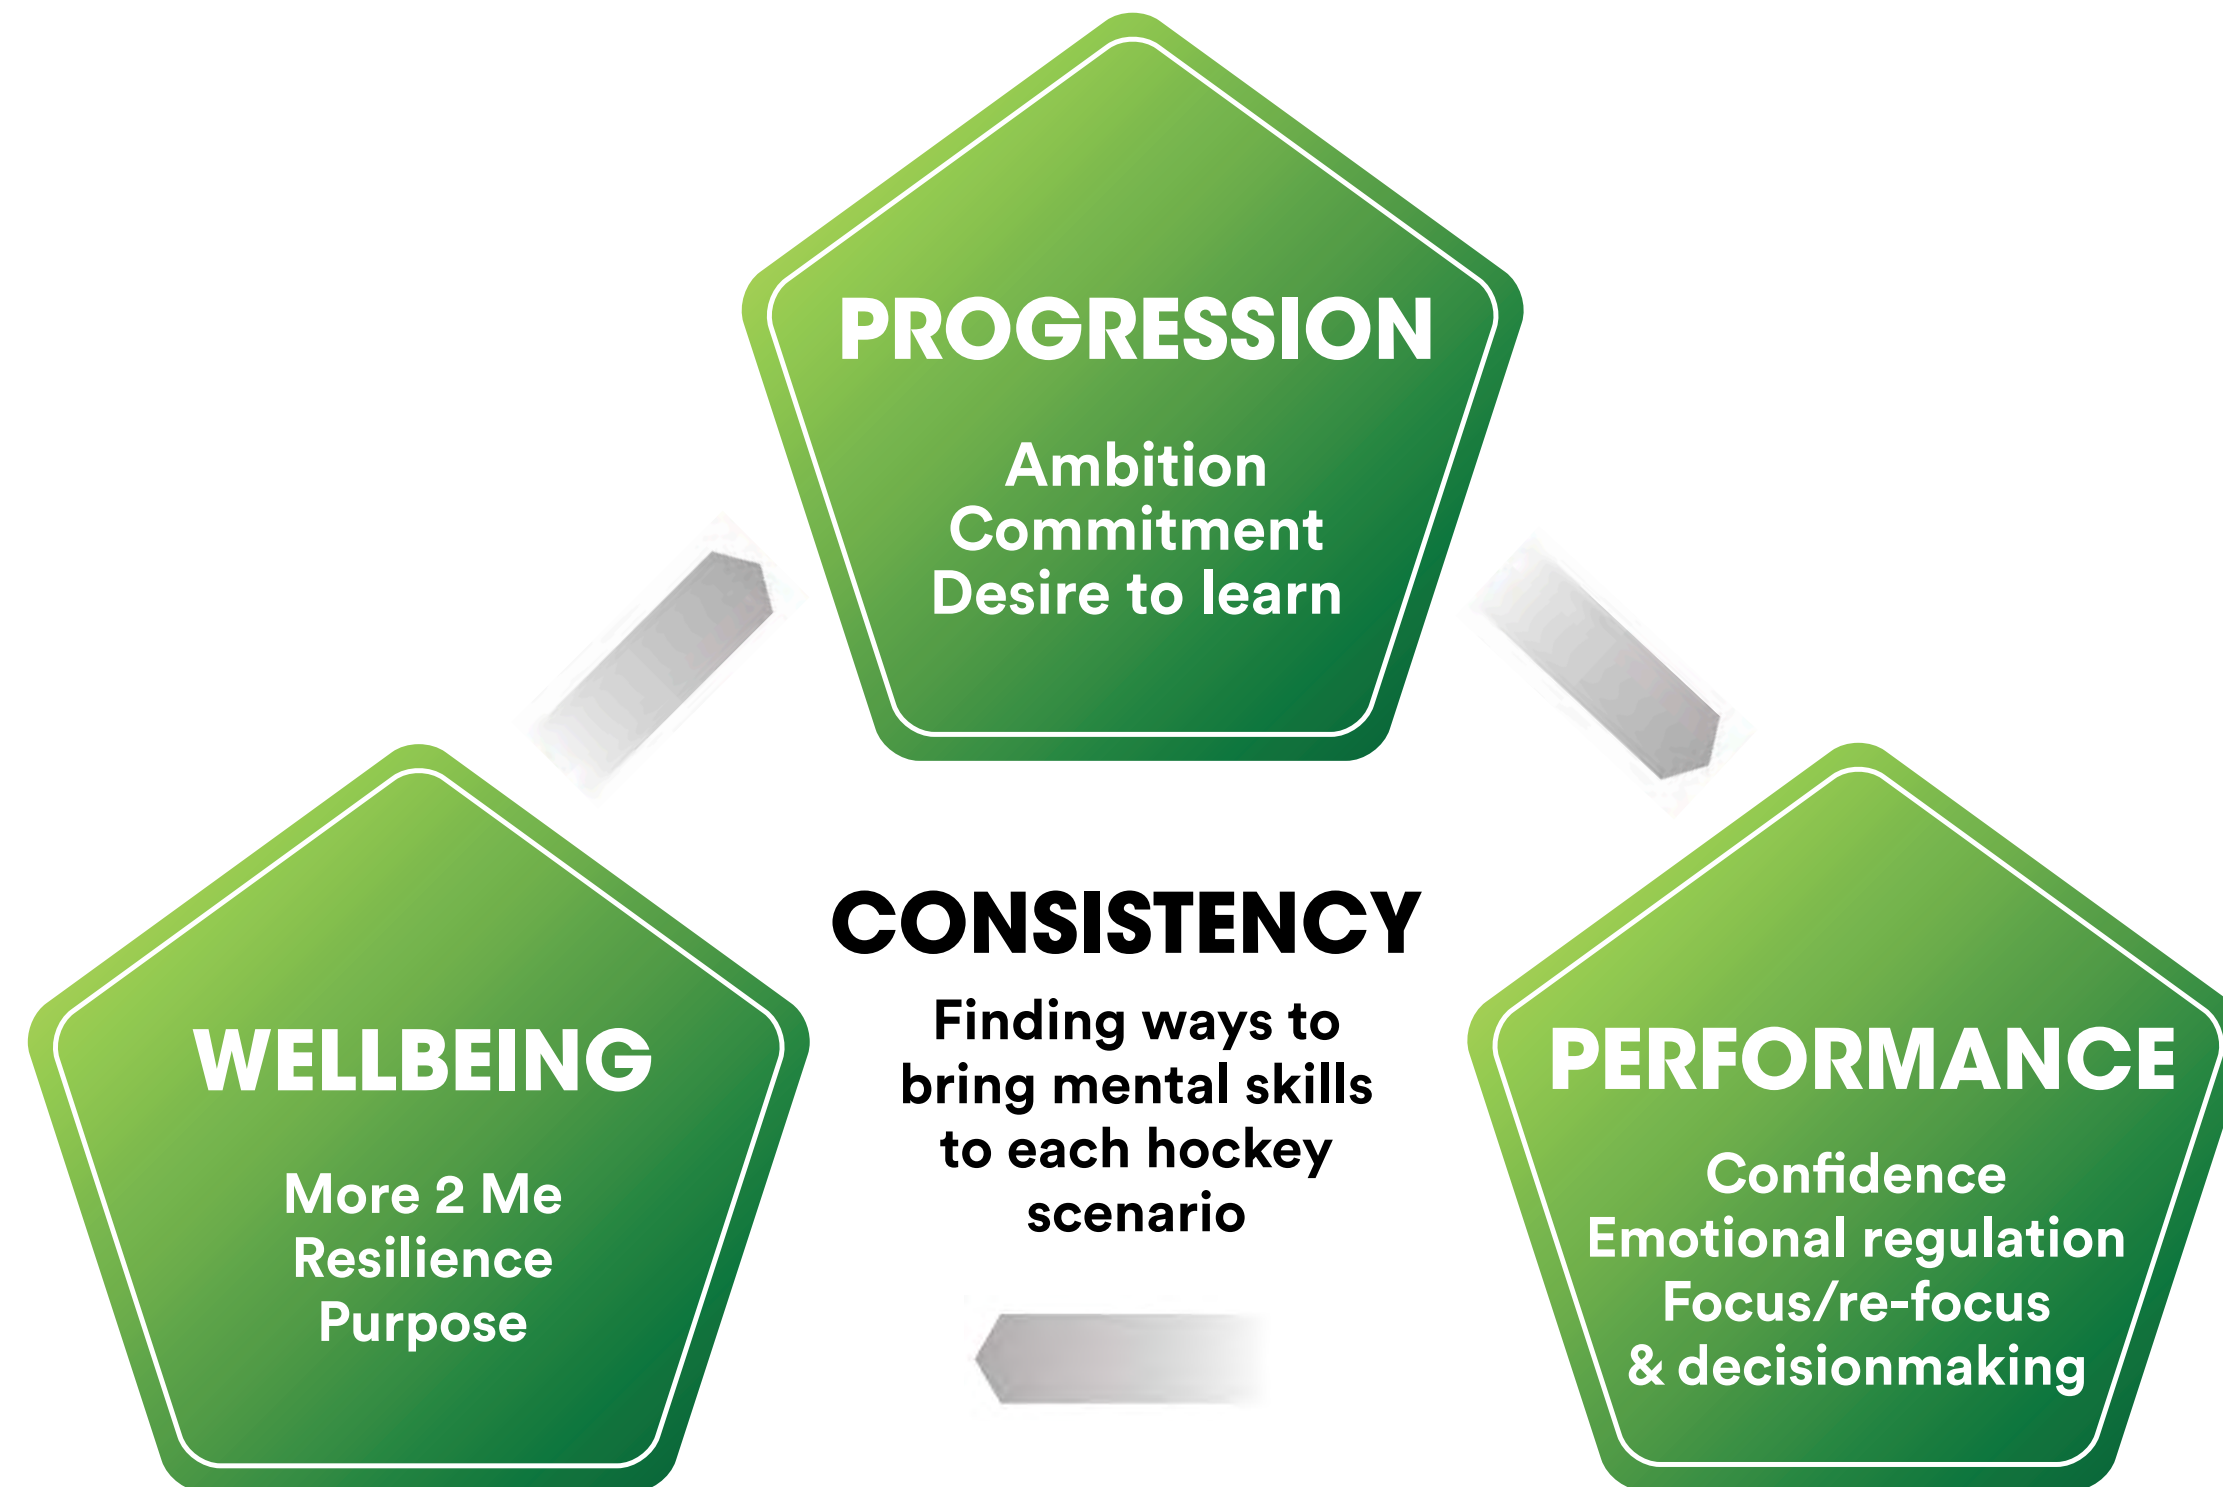 PROGRESSION
Ambition
Commitment
Desire to learn
WELLBEING
More 2 Me
Resilience
Purpose
CONSISTENCY
Finding ways to
bring mental skills
to each hockey
scenario
PERFORMANCE
Confidence
Emotional regulation
Focus/re-focus
& decisionmaking